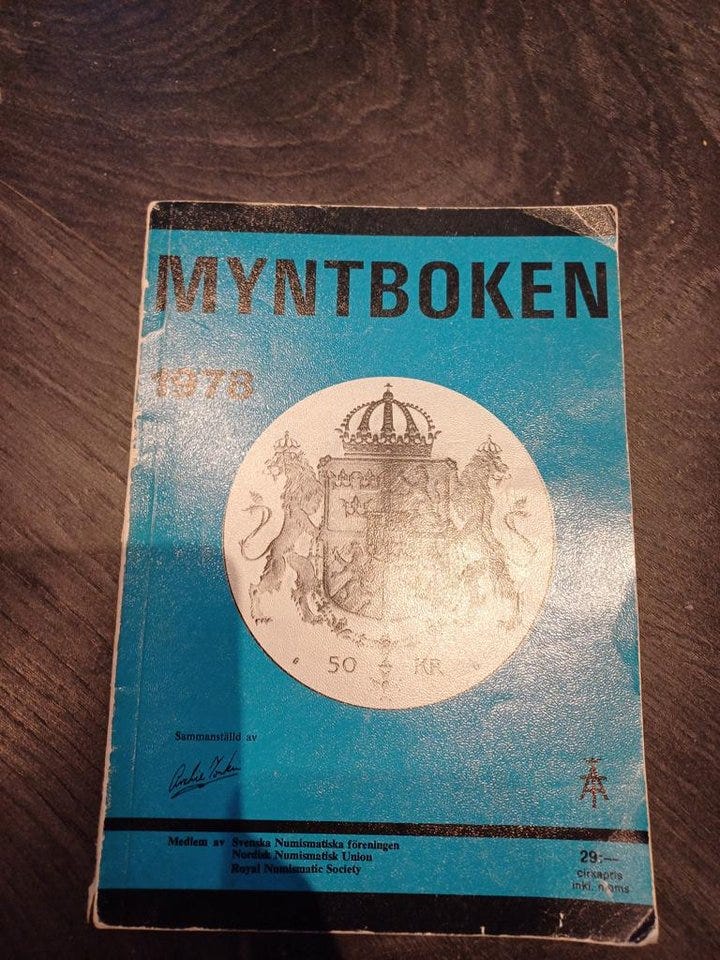 MYNTBOKEN
1978
50 KR
Sammanställd av
Medlem av Svenska Numismatiska föreningen
Nordisk Numismatisk Union
Royal Numismatic Society
29:—
cirkapris
inkl. moms